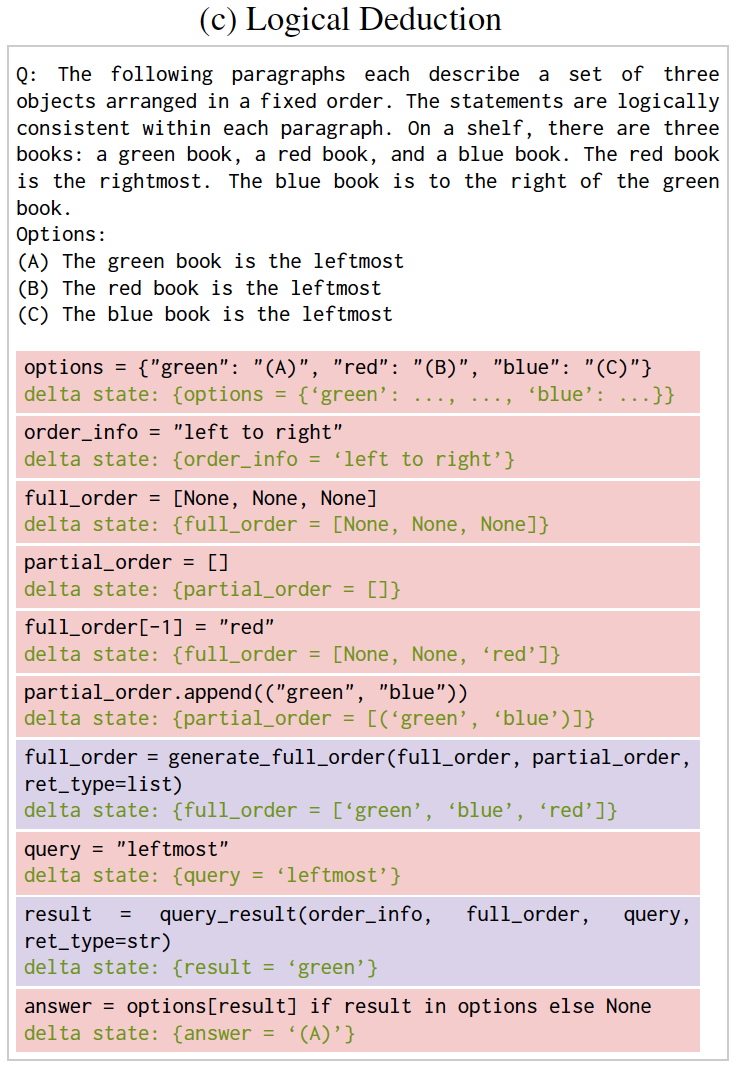 (c) Logical Deduction
Q: The following paragraphs each describe a set of three
objects arranged in a fixed order. The statements are logically
consistent within each paragraph. On a shelf, there are three
books: a green book, a red book, and a blue book. The red book
is the rightmost. The blue book is to the right of the green
book.
Options:
(A) The green book is the leftmost
(B) The red book is the leftmost
(C) The blue book is the leftmost
options = {"green": "(A)", "red": "(B)", "blue": "(C)"}
delta state: {options = {‘green’: ..., ..., ‘blue’: ...}}
order_info = "left to right"
delta state: {order_info = ‘left to right’}
full_order = [None, None, None]
delta state: {full_order = [None, None, None]}
partial_order = []
delta state: {partial_order = []}
full_order[-1] = "red"
delta state: {full_order = [None, None, ‘red’]}
partial_order.append(("green", "blue"))
delta state: {partial_order = [(‘green’, ‘blue’)]}
full_order = generate_full_order(full_order, partial_order,
ret_type=list)
delta state: {full_order = [‘green’, ‘blue’, ‘red’]}
query = "leftmost"
delta state: {query = ‘leftmost’}
result = query_result(order_info, full_order, query,
ret_type=str)
delta state: {result = ‘green’}
answer = options[result] if result in options else None
delta state: {answer = ‘(A)’}